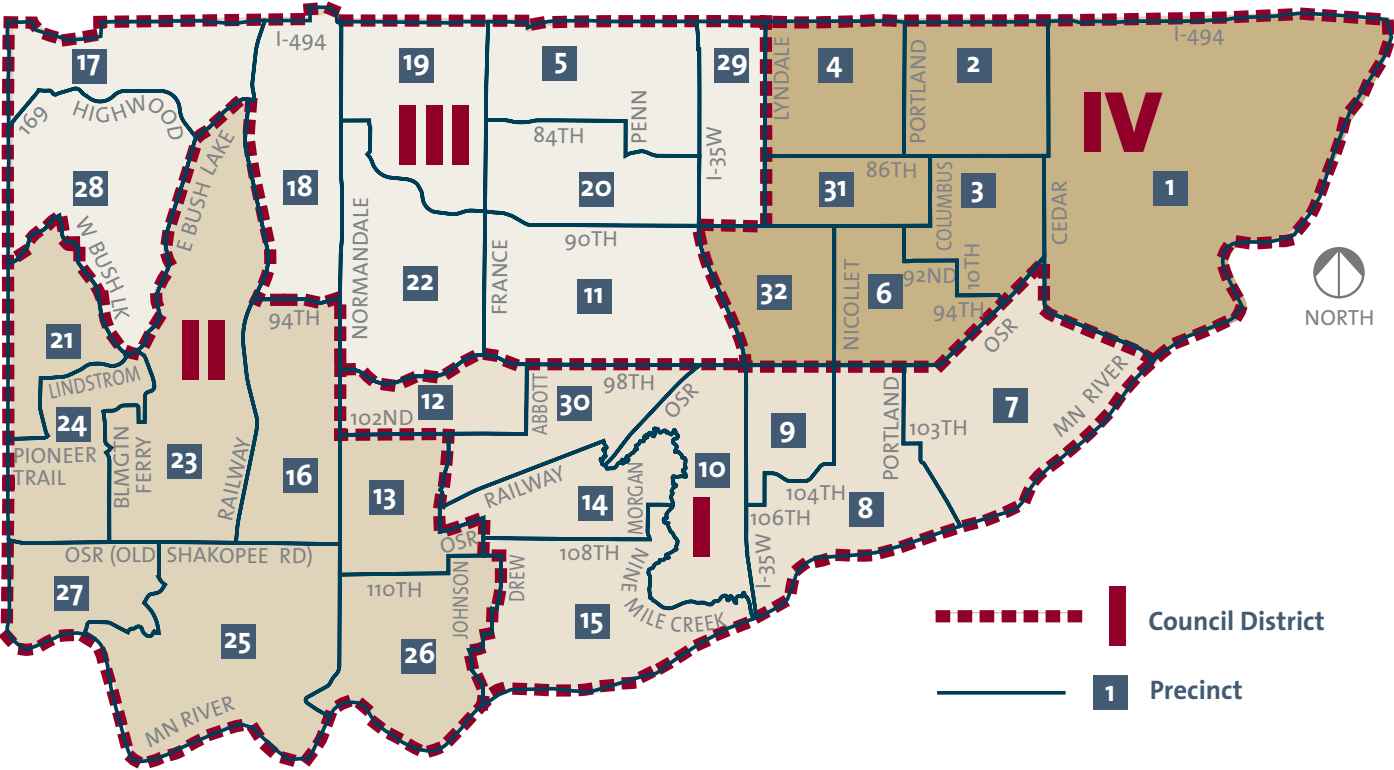 I-494
I-494
17
19
5
29
4
2
LYNDALE
PORTLAND
IV
169
HIGHWOOD
III
84TH
PENN
I-35W
86TH
28
18
20
31
3
1
E BUSH LAKE
COLUMBUS
CEDAR
W BUSH LK
NORMANDALE
FRANCE
90TH
22
11
32
NICOLLET
6
92ND
10TH
94TH
OSR
NORTH
94TH
21
II
LINDSTROM
24
PIONEER
TRAIL
BLMGTN
FERRY
23
RAILWAY
16
12
102ND
ABBOTT
30
98TH
OSR
9
PORTLAND
7
103TH
MN RIVER
13
RAILWAY
14
MORGAN
10
I
104TH
106TH
8
OSR
108TH
OSR (OLD SHAKOPEE RD)
27
110TH
JOHNSON
DREW
NINE MILE CREEK
I-35W
15
25
26
MN RIVER
I Council District
1 Precinct